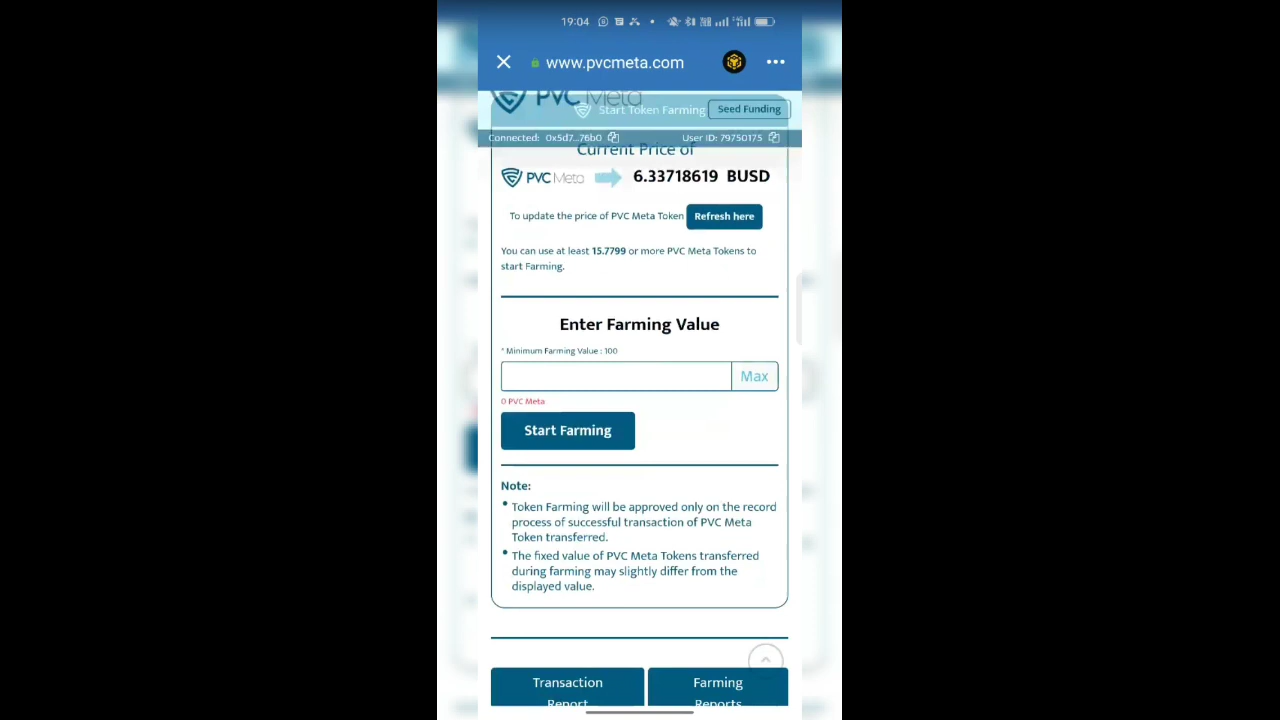 19:04
www.pvcmeta.com
PVC Meta
Start Token Farming
Seed Funding
Connected: 0x5d7...76b0
User ID: 79750175
Current Price of
PVC Meta
6.33718619 BUSD
To update the price of PVC Meta Token Refresh here
You can use at least 15.7799 or more PVC Meta Tokens to
start Farming.
Enter Farming Value
* Minimum Farming Value : 100
Max
0 PVC Meta
Start Farming
Note:
• Token Farming will be approved only on the record
process of successful transaction of PVC Meta
Token transferred.
• The fixed value of PVC Meta Tokens transferred
during farming may slightly differ from the
displayed value.
Transaction
Report
Farming
Reports